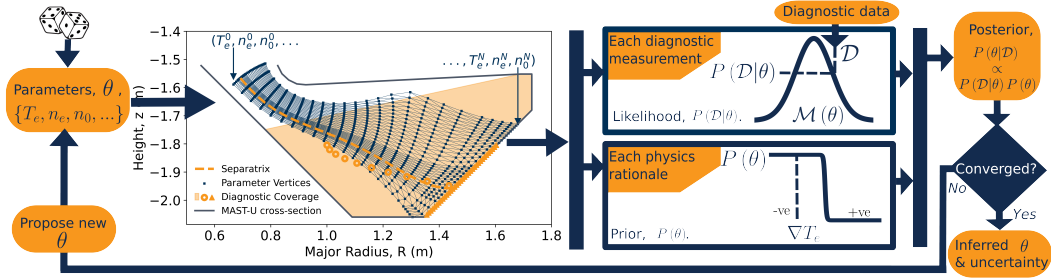 Parameters, θ ,
{T_e, n_e, n_0, ...}
Propose new
θ
Height, z (m)
−1.4
−1.5
−1.6
−1.7
−1.8
−1.9
−2.0
(T_e^0, n_e^0, n_0^0, . . .
. . . , T_e^N, n_e^N, n_0^N)
Separatrix
Parameter Vertices
Diagnostic Coverage
MAST-U cross-section
0.6 0.8 1.0 1.2 1.4 1.6 1.8
Major Radius, R (m)
Diagnostic data
Each diagnostic
measurement
P (𝒟|θ)
𝒟
ℳ (θ)
Likelihood, P (𝒟|θ).
Each physics
rationale
P (θ)
-ve
+ve
∇T_e
Prior, P (θ).
Posterior,
P (θ|𝒟)
∝
P (𝒟|θ) P (θ)
Converged?
No
Yes
Inferred θ
& uncertainty